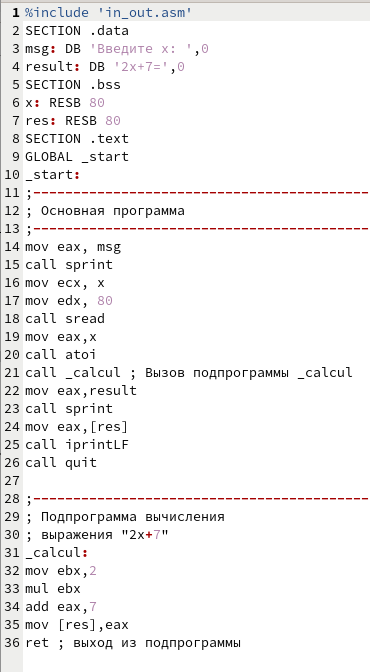 1 %include 'in_out.asm'
2 SECTION .data
3 msg: DB 'Введите x: ',0
4 result: DB '2x+7=',0
5 SECTION .bss
6 x: RESB 80
7 res: RESB 80
8 SECTION .text
9 GLOBAL _start
10 _start:
11 ;------------------------------------------
12 ; Основная программа
13 ;------------------------------------------
14 mov eax, msg
15 call sprint
16 mov ecx, x
17 mov edx, 80
18 call sread
19 mov eax,x
20 call atoi
21 call _calcul ; Вызов подпрограммы _calcul
22 mov eax,result
23 call sprint
24 mov eax,[res]
25 call iprintLF
26 call quit
27
28 ;------------------------------------------
29 ; Подпрограмма вычисления
30 ; выражения "2x+7"
31 _calcul:
32 mov ebx,2
33 mul ebx
34 add eax,7
35 mov [res],eax
36 ret ; выход из подпрограммы